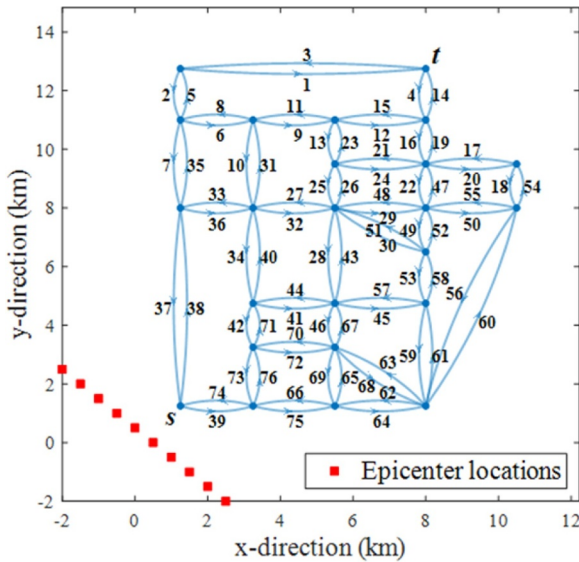 14
12
10
8
6
4
2
0
-2
-2 0 2 4 6 8 10 12
y-direction (km)
x-direction (km)
t
3
1
2 5 4 14
8 11 15
6 9 13 23 12 16 19
21 17
7 35 10 31 24 20
25 26 48 22 47 55 18 54
33 27
36 32 29 50
51 49 52
30
34 40 28 43 53 58
44 57 56
37 38 41 45 60
42 71 46 67
70 59 61
72 63
73 76 69 65 68 62
74 66
s 39 75 64
Epicenter locations